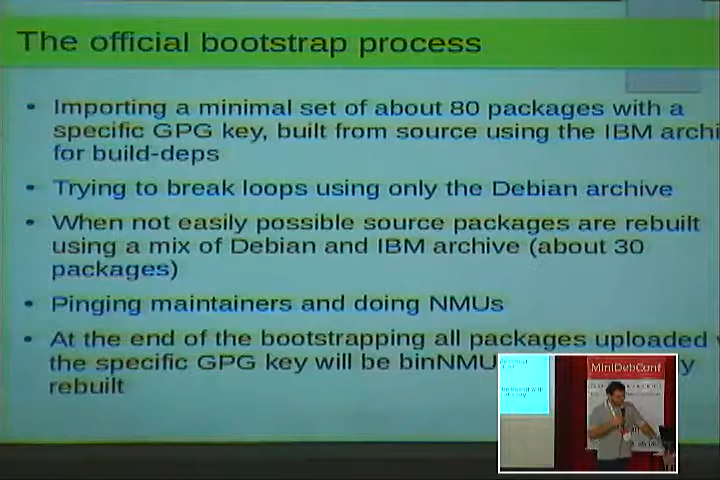 The official bootstrap process
• Importing a minimal set of about 80 packages with a
specific GPG key, built from source using the IBM archi
for build-deps
• Trying to break loops using only the Debian archive
• When not easily possible source packages are rebuilt
using a mix of Debian and IBM archive (about 30
packages)
• Pinging maintainers and doing NMUs
• At the end of the bootstrapping all packages uploaded
the specific GPG key will be binNMU
y
rebuilt
MiniDebConf